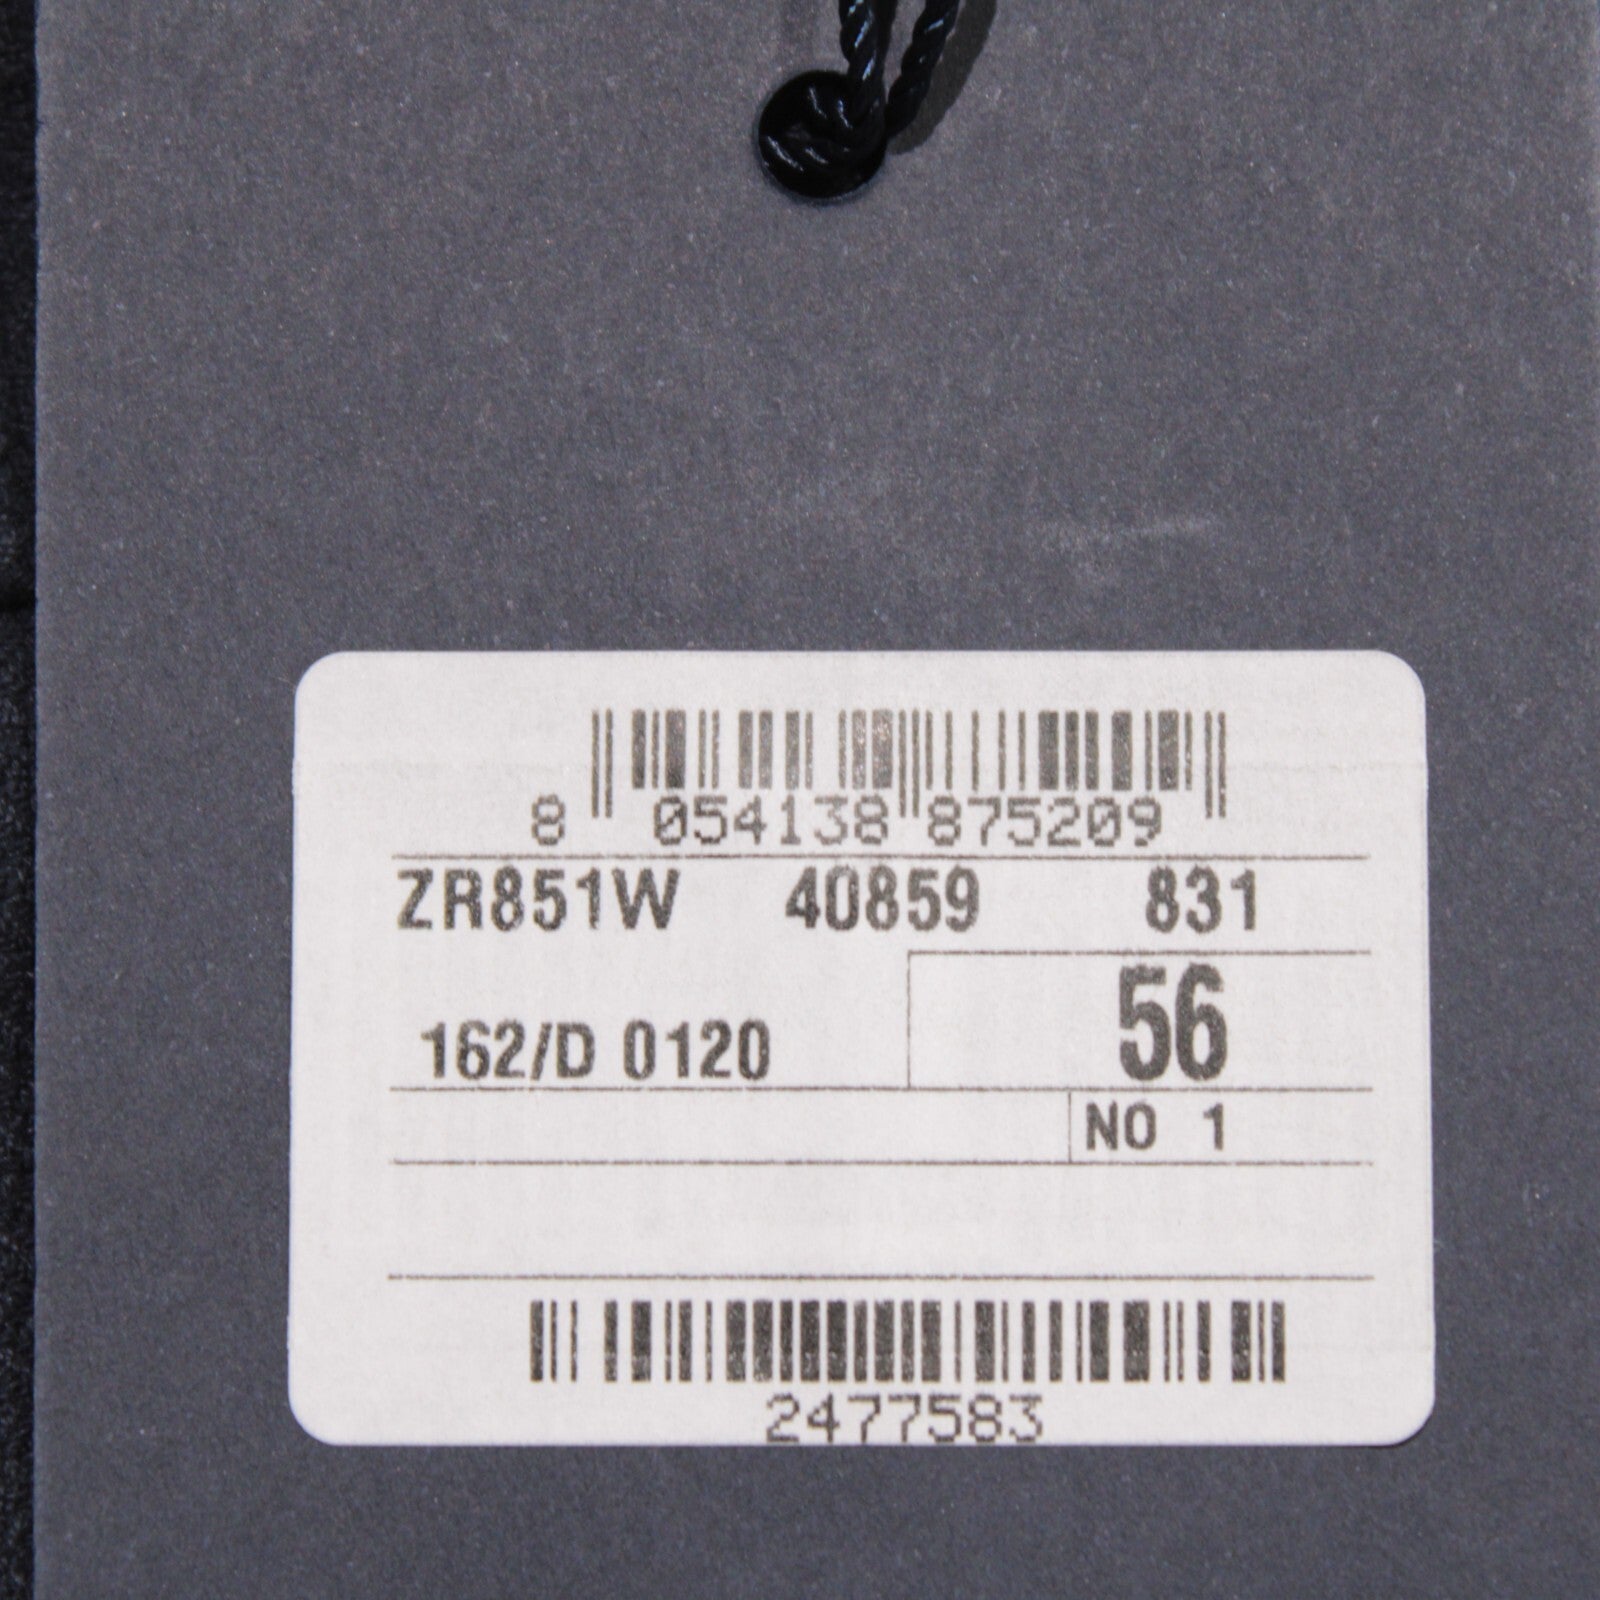 8 054138 875209
ZR851W 40859 831
162/D 0120 56
NO 1
2477583